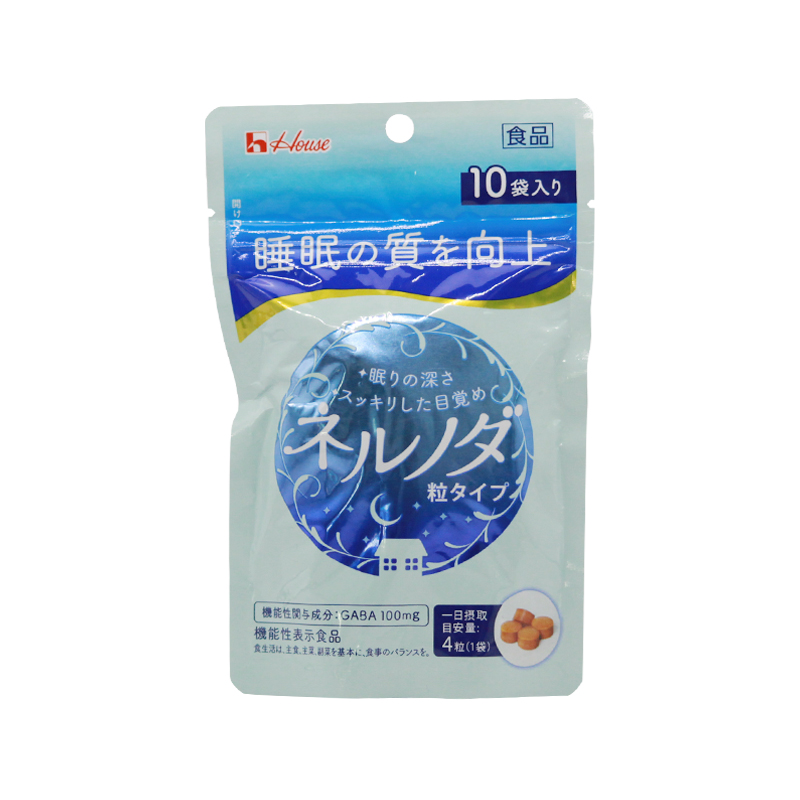 House
食品
10袋入り
睡眠の質を向上
眠りの深さ
スッキリした目覚め
ネルノダ
粒タイプ
機能性関与成分:GABA 100mg
機能性表示食品
食生活は、主食、主菜、副菜を基本に、食事のバランスを。
一日摂取
目安量:
4粒(1袋)